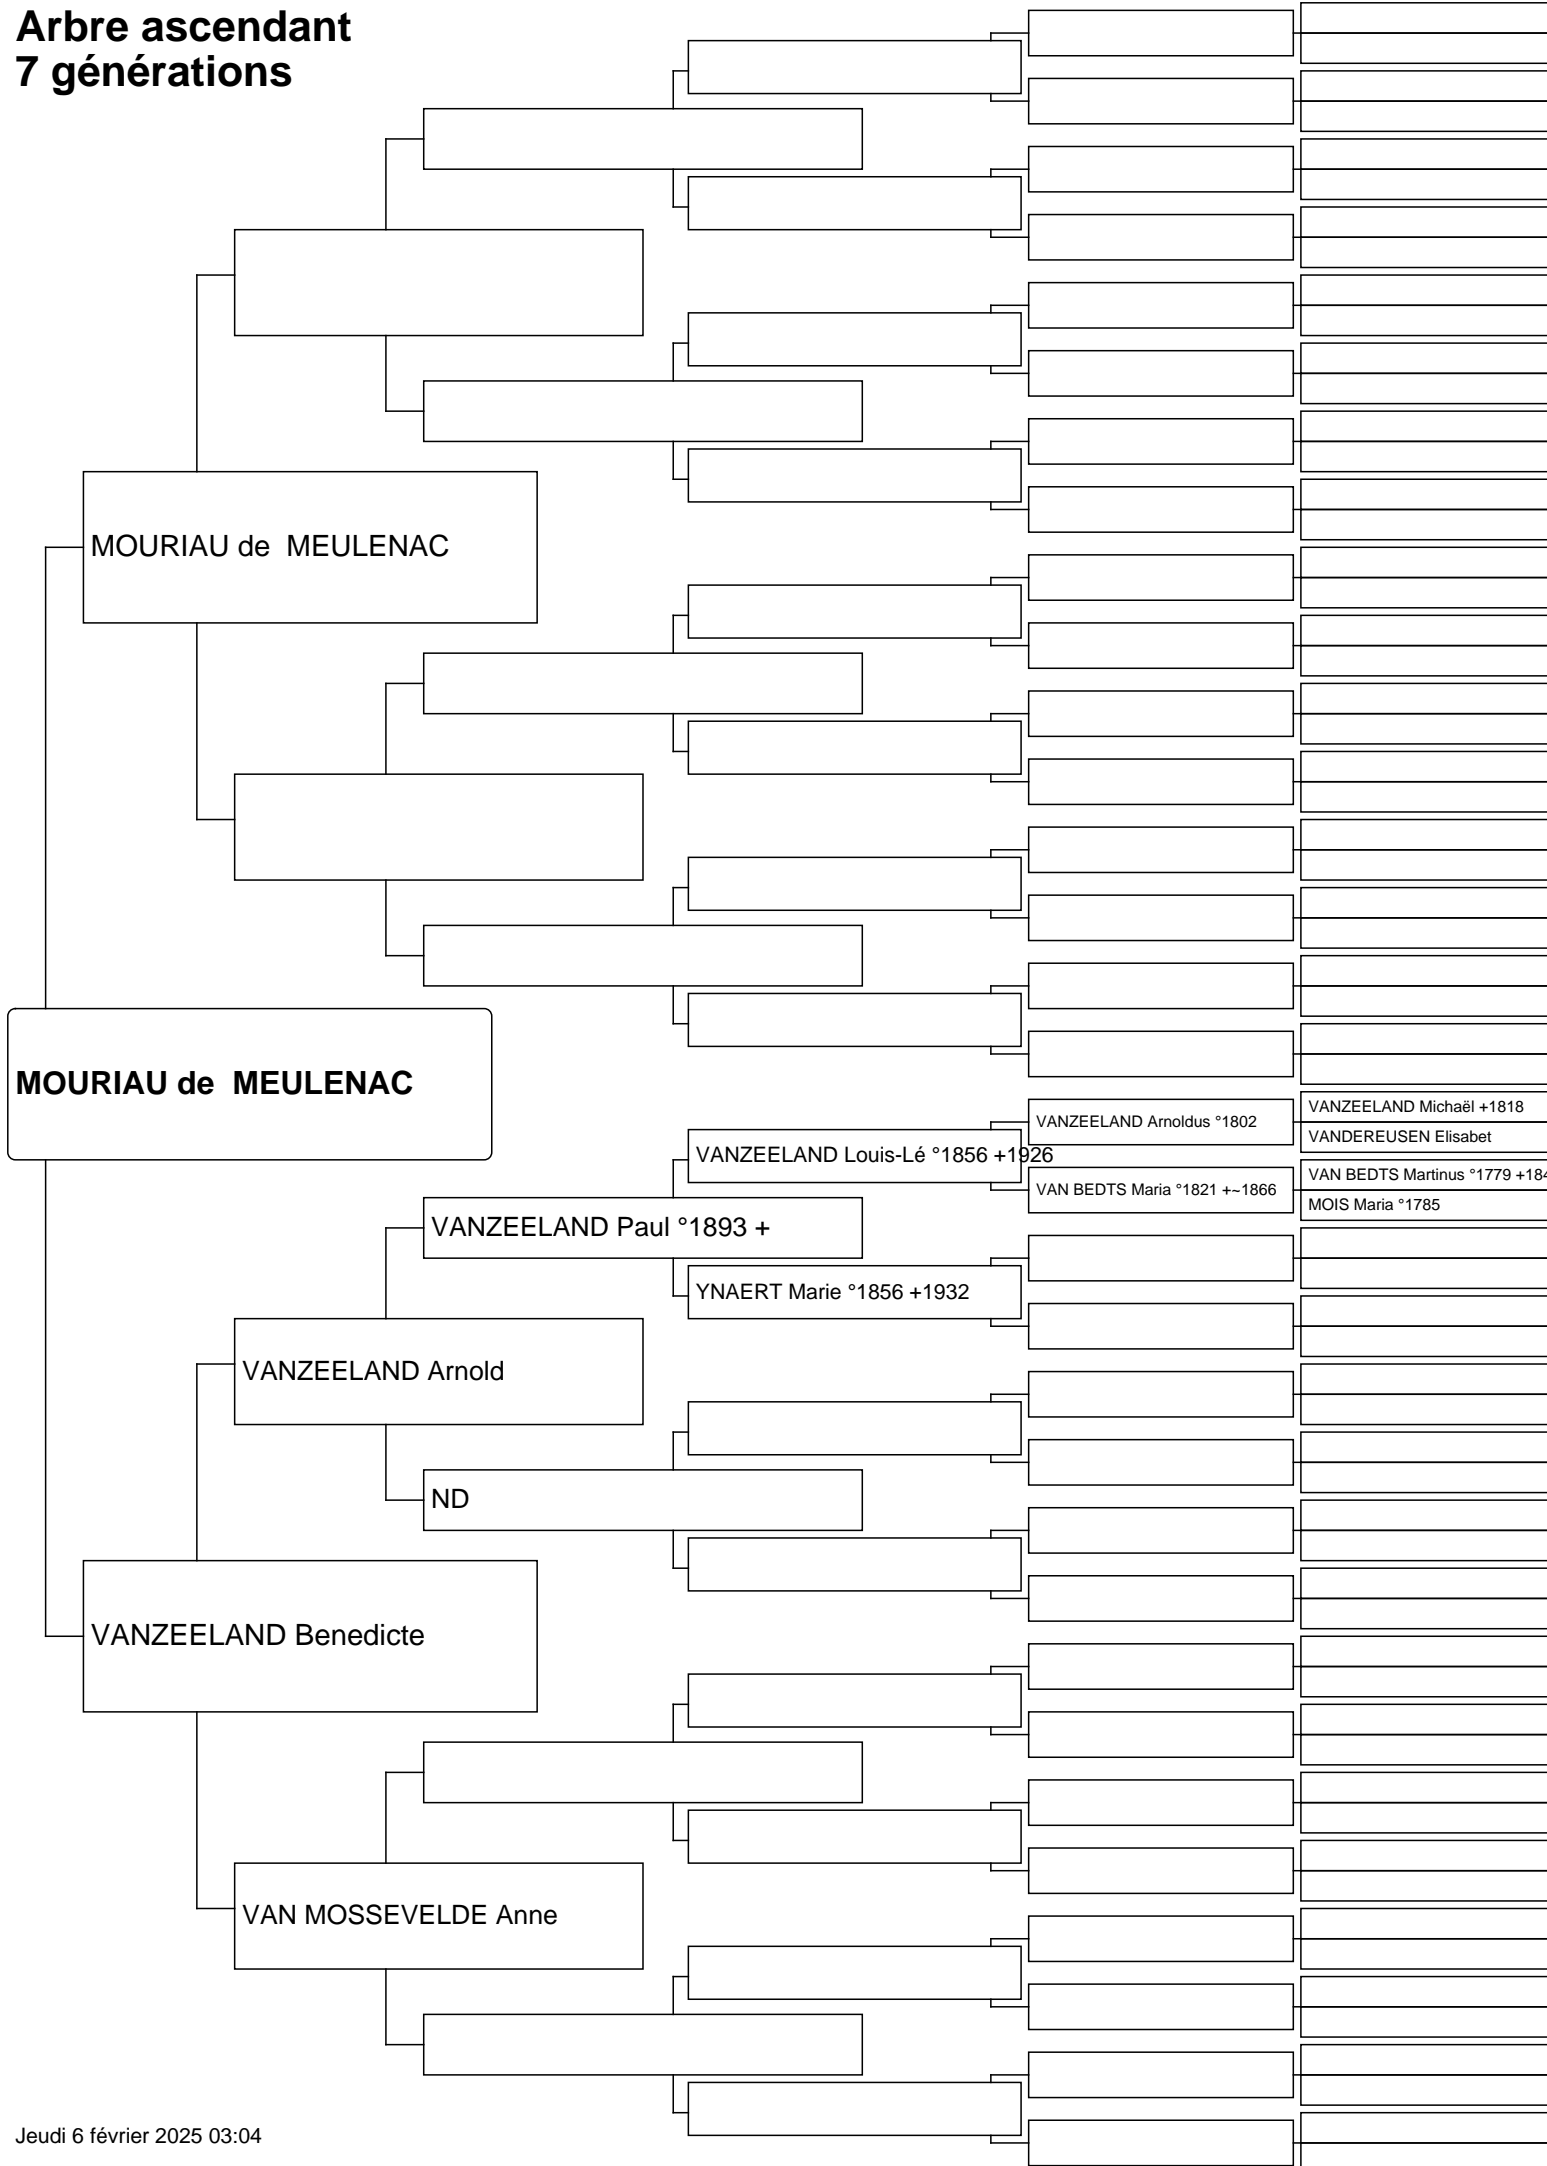 Arbre ascendant
7 générations
MOURIAU de  MEULENAC
MOURIAU de  MEULENAC
VANZEELAND Arnoldus °1802
VANZEELAND Michaël +1818
VANDEREUSEN Elisabet
VANZEELAND Louis-Lé °1856 +1926
VAN BEDTS Maria °1821 +~1866
VAN BEDTS Martinus °1779 +184
MOIS Maria °1785
VANZEELAND Paul °1893 +
YNAERT Marie °1856 +1932
VANZEELAND Arnold
ND
VANZEELAND Benedicte
VAN MOSSEVELDE Anne
Jeudi 6 février 2025 03:04